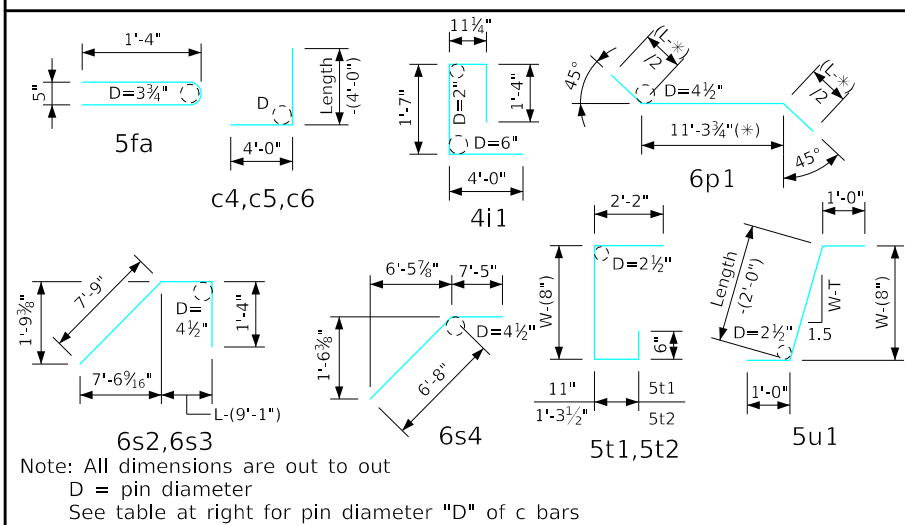 1'-4"
5"
D=3¾"
5fa
D
Length
-(4'-0")
4'-0"
c4,c5,c6
11¼"
1'-7"
D=2"
1'-4"
D=6"
4'-0"
4i1
(L-✳)
/2
45°
D=4½"
11'-3¾"(✳)
(L-✳)
/2
45°
6p1
7'-9"
1'-9⅜"
D=
4½"
1'-4"
7'-6⁹⁄₁₆"
L-(9'-1")
6s2,6s3
6'-5⅞"
7'-5"
1'-6⅜"
D=4½"
6'-8"
6s4
2'-2"
W-(8")
D=2½"
6"
11"
5t1
1'-3½"
5t2
5t1,5t2
1'-0"
Length
-(2'-0")
W-T
1.5
W-(8")
D=2½"
1'-0"
5u1
Note: All dimensions are out to out
D = pin diameter
See table at right for pin diameter "D" of c bars